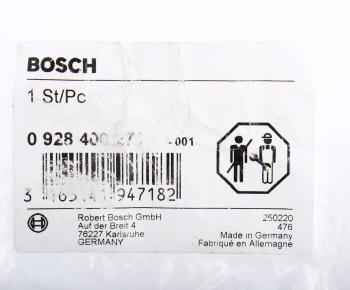 BOSCH
1 St/Pc
0 928 400 001
947182
Robert Bosch GmbH
Auf der Breit 4
76227 Karlsruhe
GERMANY
250220
476
Made in Germany
Fabriqué en Allemagne